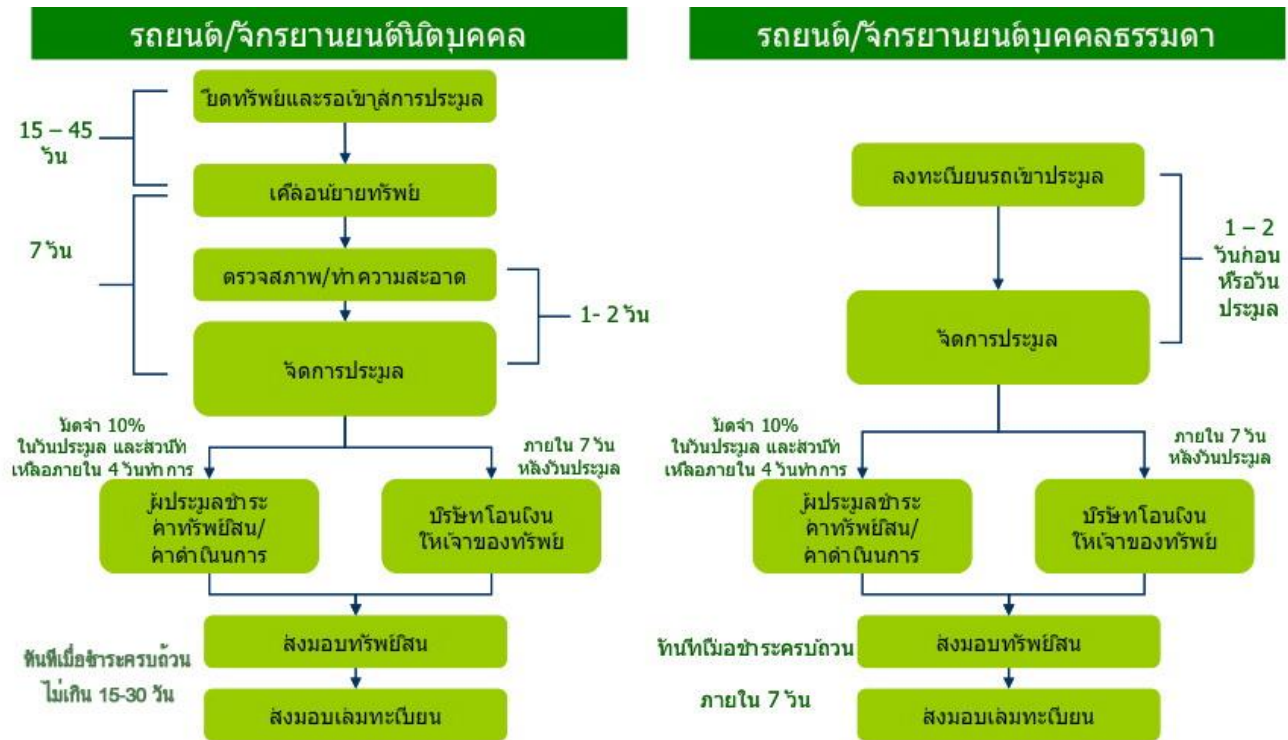 รถยนต์/จักรยานยนต์นิติบุคคล
ยึดทรัพย์และรอเข้าสู่การประมูล
15 – 45
วัน
เคลื่อนย้ายทรัพย์
7 วัน
ตรวจสภาพ/ทำความสะอาด
1- 2 วัน
จัดการประมูล
มัดจำ 10%
ในวันประมูล และส่วนที่
เหลือภายใน 4 วันทำการ
ภายใน 7 วัน
หลังวันประมูล
ผู้ประมูลชำระ
ค่าทรัพย์สิน/
ค่าดำเนินการ
บริษัทโอนเงิน
ให้เจ้าของทรัพย์
ส่งมอบทรัพย์สิน
ทันทีเมื่อชำระครบถ้วน
ไม่เกิน 15-30 วัน
ส่งมอบเล่มทะเบียน
รถยนต์/จักรยานยนต์บุคคลธรรมดา
ลงทะเบียนรถเข้าประมูล
1 – 2
วันก่อน
หรือวัน
ประมูล
จัดการประมูล
มัดจำ 10%
ในวันประมูล และส่วนที่
เหลือภายใน 4 วันทำการ
ภายใน 7 วัน
หลังวันประมูล
ผู้ประมูลชำระ
ค่าทรัพย์สิน/
ค่าดำเนินการ
บริษัทโอนเงิน
ให้เจ้าของทรัพย์
ทันทีเมื่อชำระครบถ้วน
ส่งมอบทรัพย์สิน
ภายใน 7 วัน
ส่งมอบเล่มทะเบียน